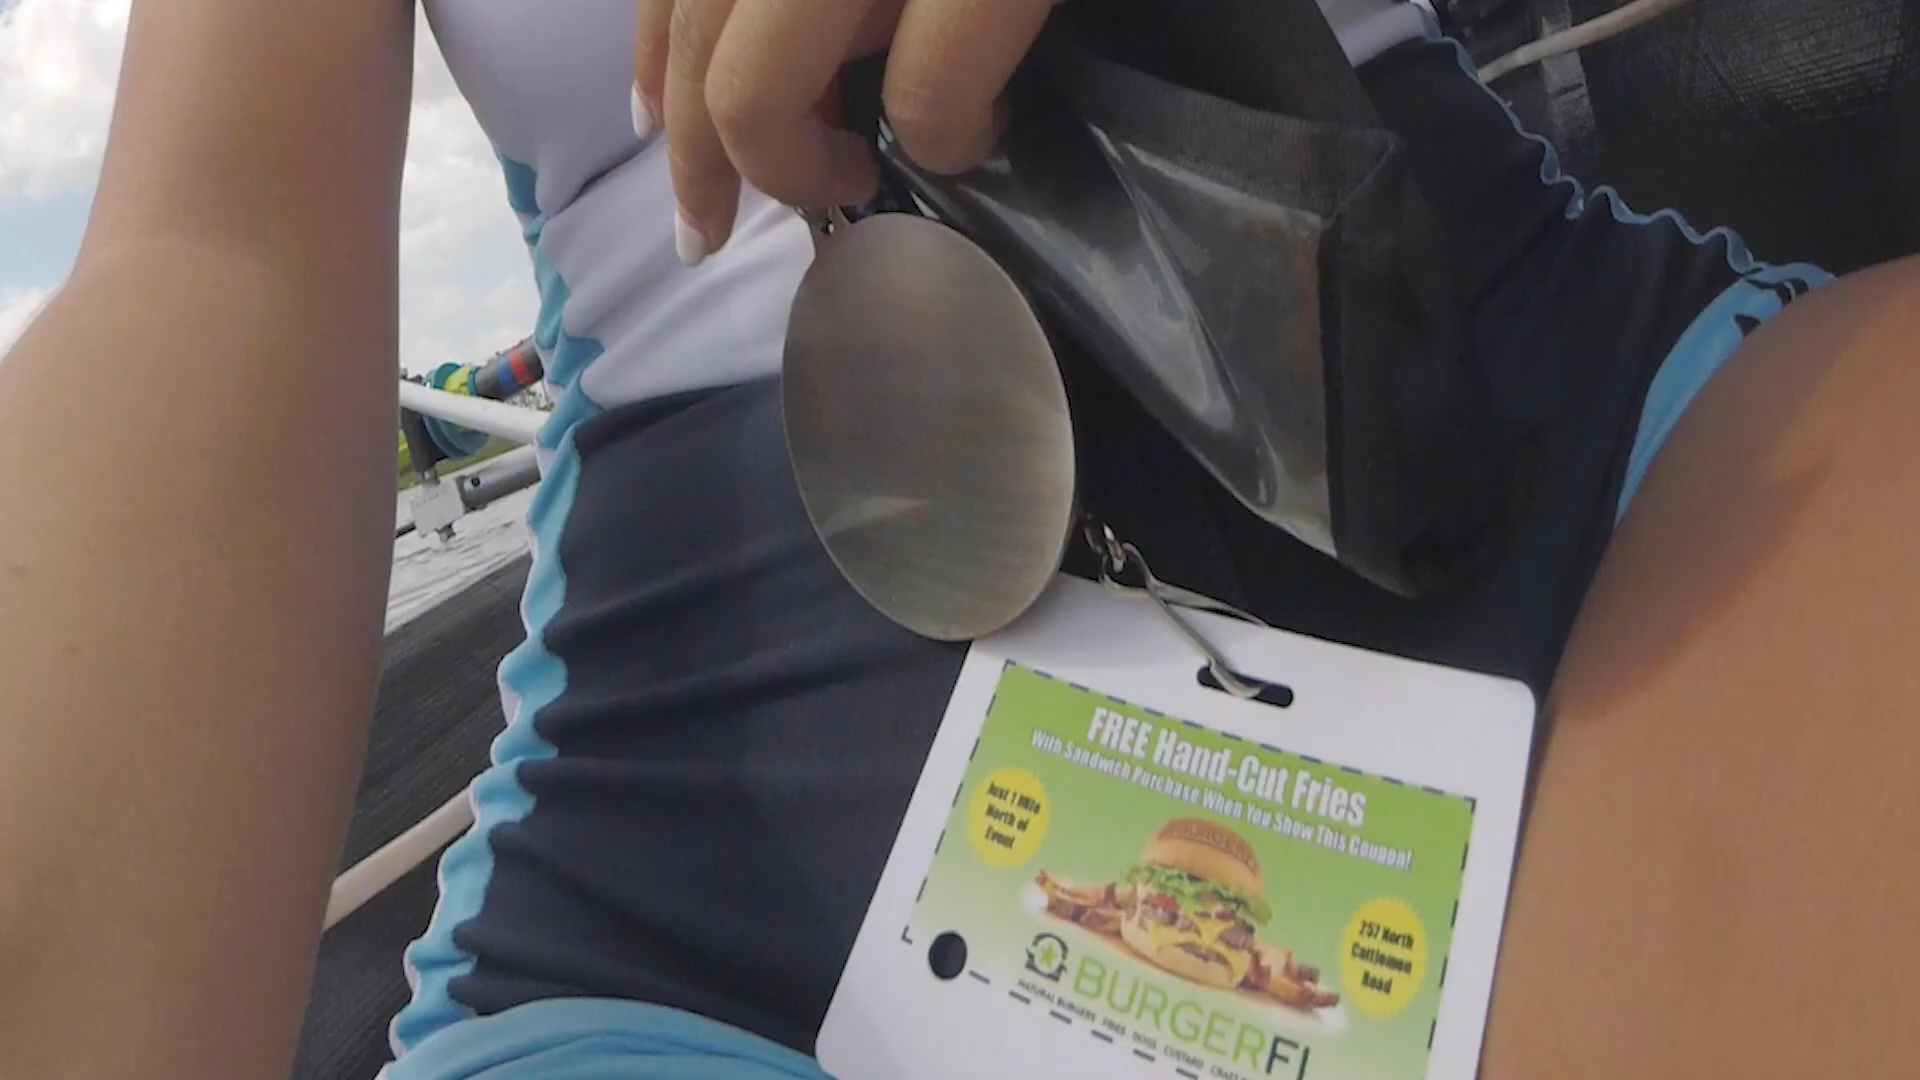 FREE Hand-Cut Fries
With Sandwich Purchase When You Show This Coupon!
Just 1 Mile
North of
Event
257 North
Cattlemen
Road
BURGERFI
NATURAL BURGERS · FRIES · DOGS · CUSTARD